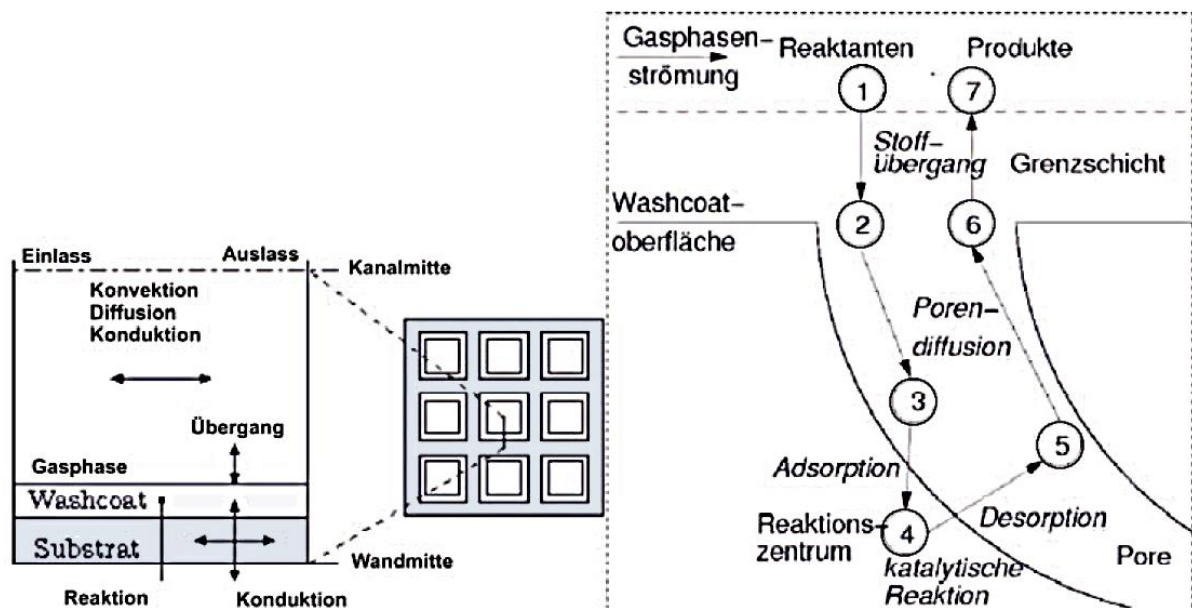 Einlass
Auslass
Kanalmitte
Konvektion
Diffusion
Konduktion
Übergang
Gasphase
Washcoat
Substrat
Wandmitte
Reaktion
Konduktion
Gasphasen-
strömung
Reaktanten
Produkte
1
7
Stoff-
übergang
Grenzschicht
Washcoat-
oberfläche
2
6
Poren-
diffusion
3
5
Adsorption
Desorption
Reaktions-
zentrum
4
katalytische
Reaktion
Pore